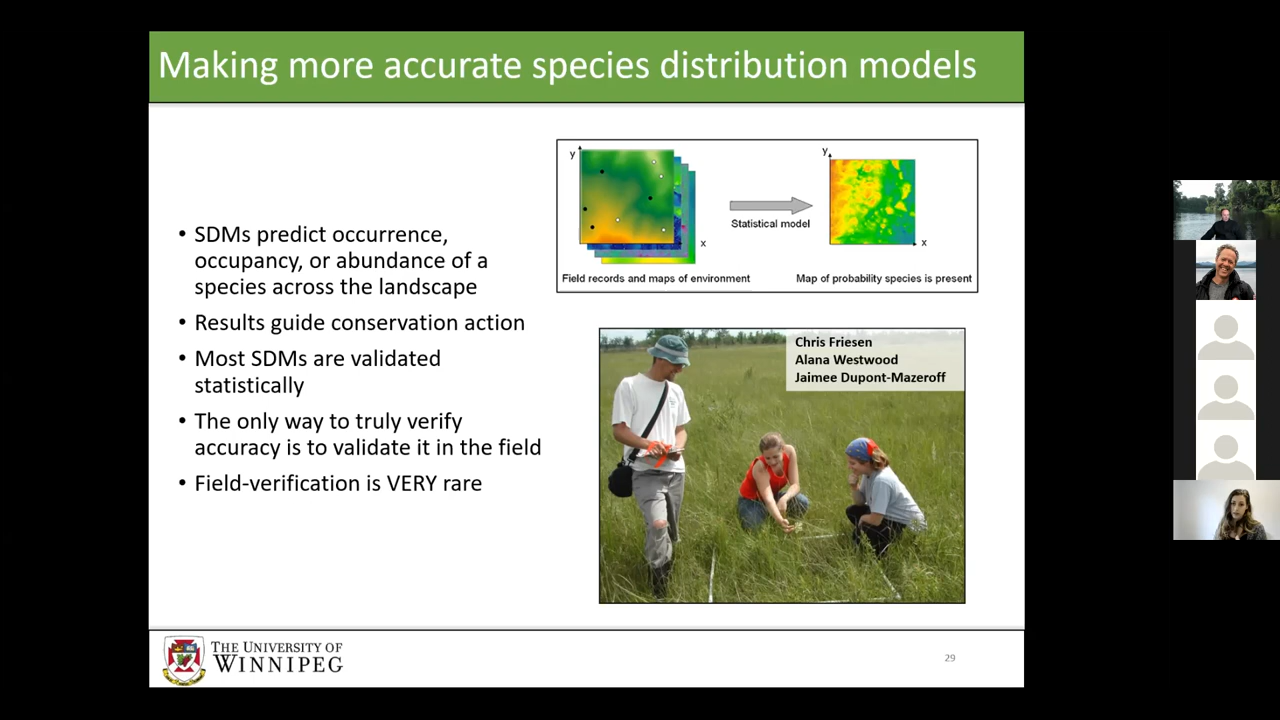 Making more accurate species distribution models
• SDMs predict occurrence,
occupancy, or abundance of a
species across the landscape
• Results guide conservation action
• Most SDMs are validated
statistically
• The only way to truly verify
accuracy is to validate it in the field
• Field-verification is VERY rare
y
x
Field records and maps of environment
Statistical model
y
x
Map of probability species is present
Chris Friesen
Alana Westwood
Jaimee Dupont-Mazeroff
THE UNIVERSITY OF
WINNIPEG
29